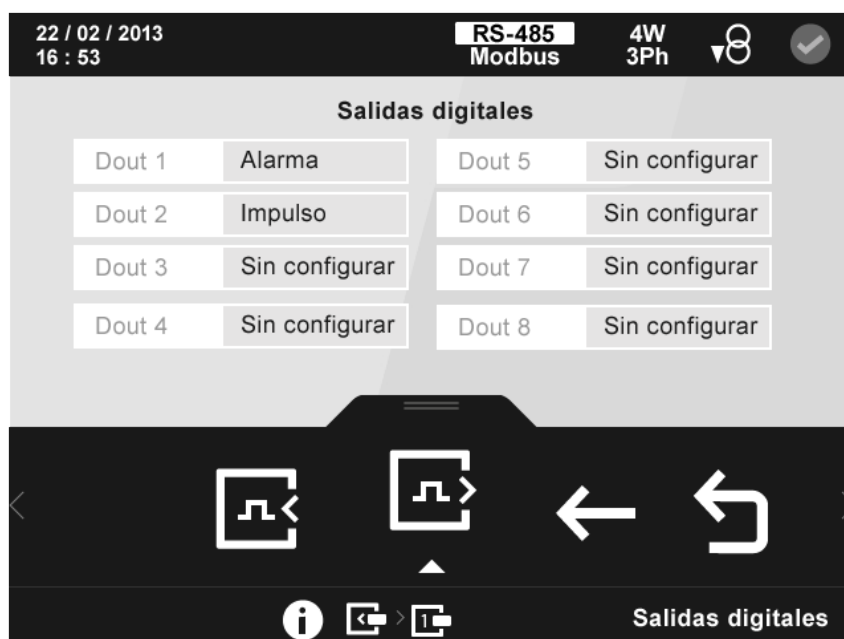 22 / 02 / 2013
16 : 53
RS-485
Modbus
4W
3Ph
Salidas digitales
Dout 1 Alarma
Dout 5 Sin configurar
Dout 2 Impulso
Dout 6 Sin configurar
Dout 3 Sin configurar
Dout 7 Sin configurar
Dout 4 Sin configurar
Dout 8 Sin configurar
i
1
Salidas digitales